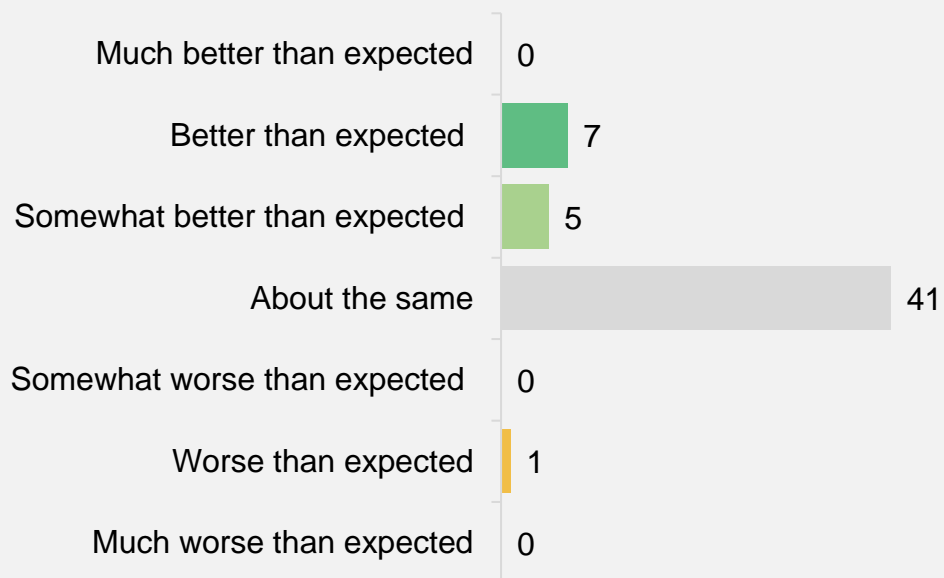 Much better than expected 0
Better than expected 7
Somewhat better than expected 5
About the same 41
Somewhat worse than expected 0
Worse than expected 1
Much worse than expected 0